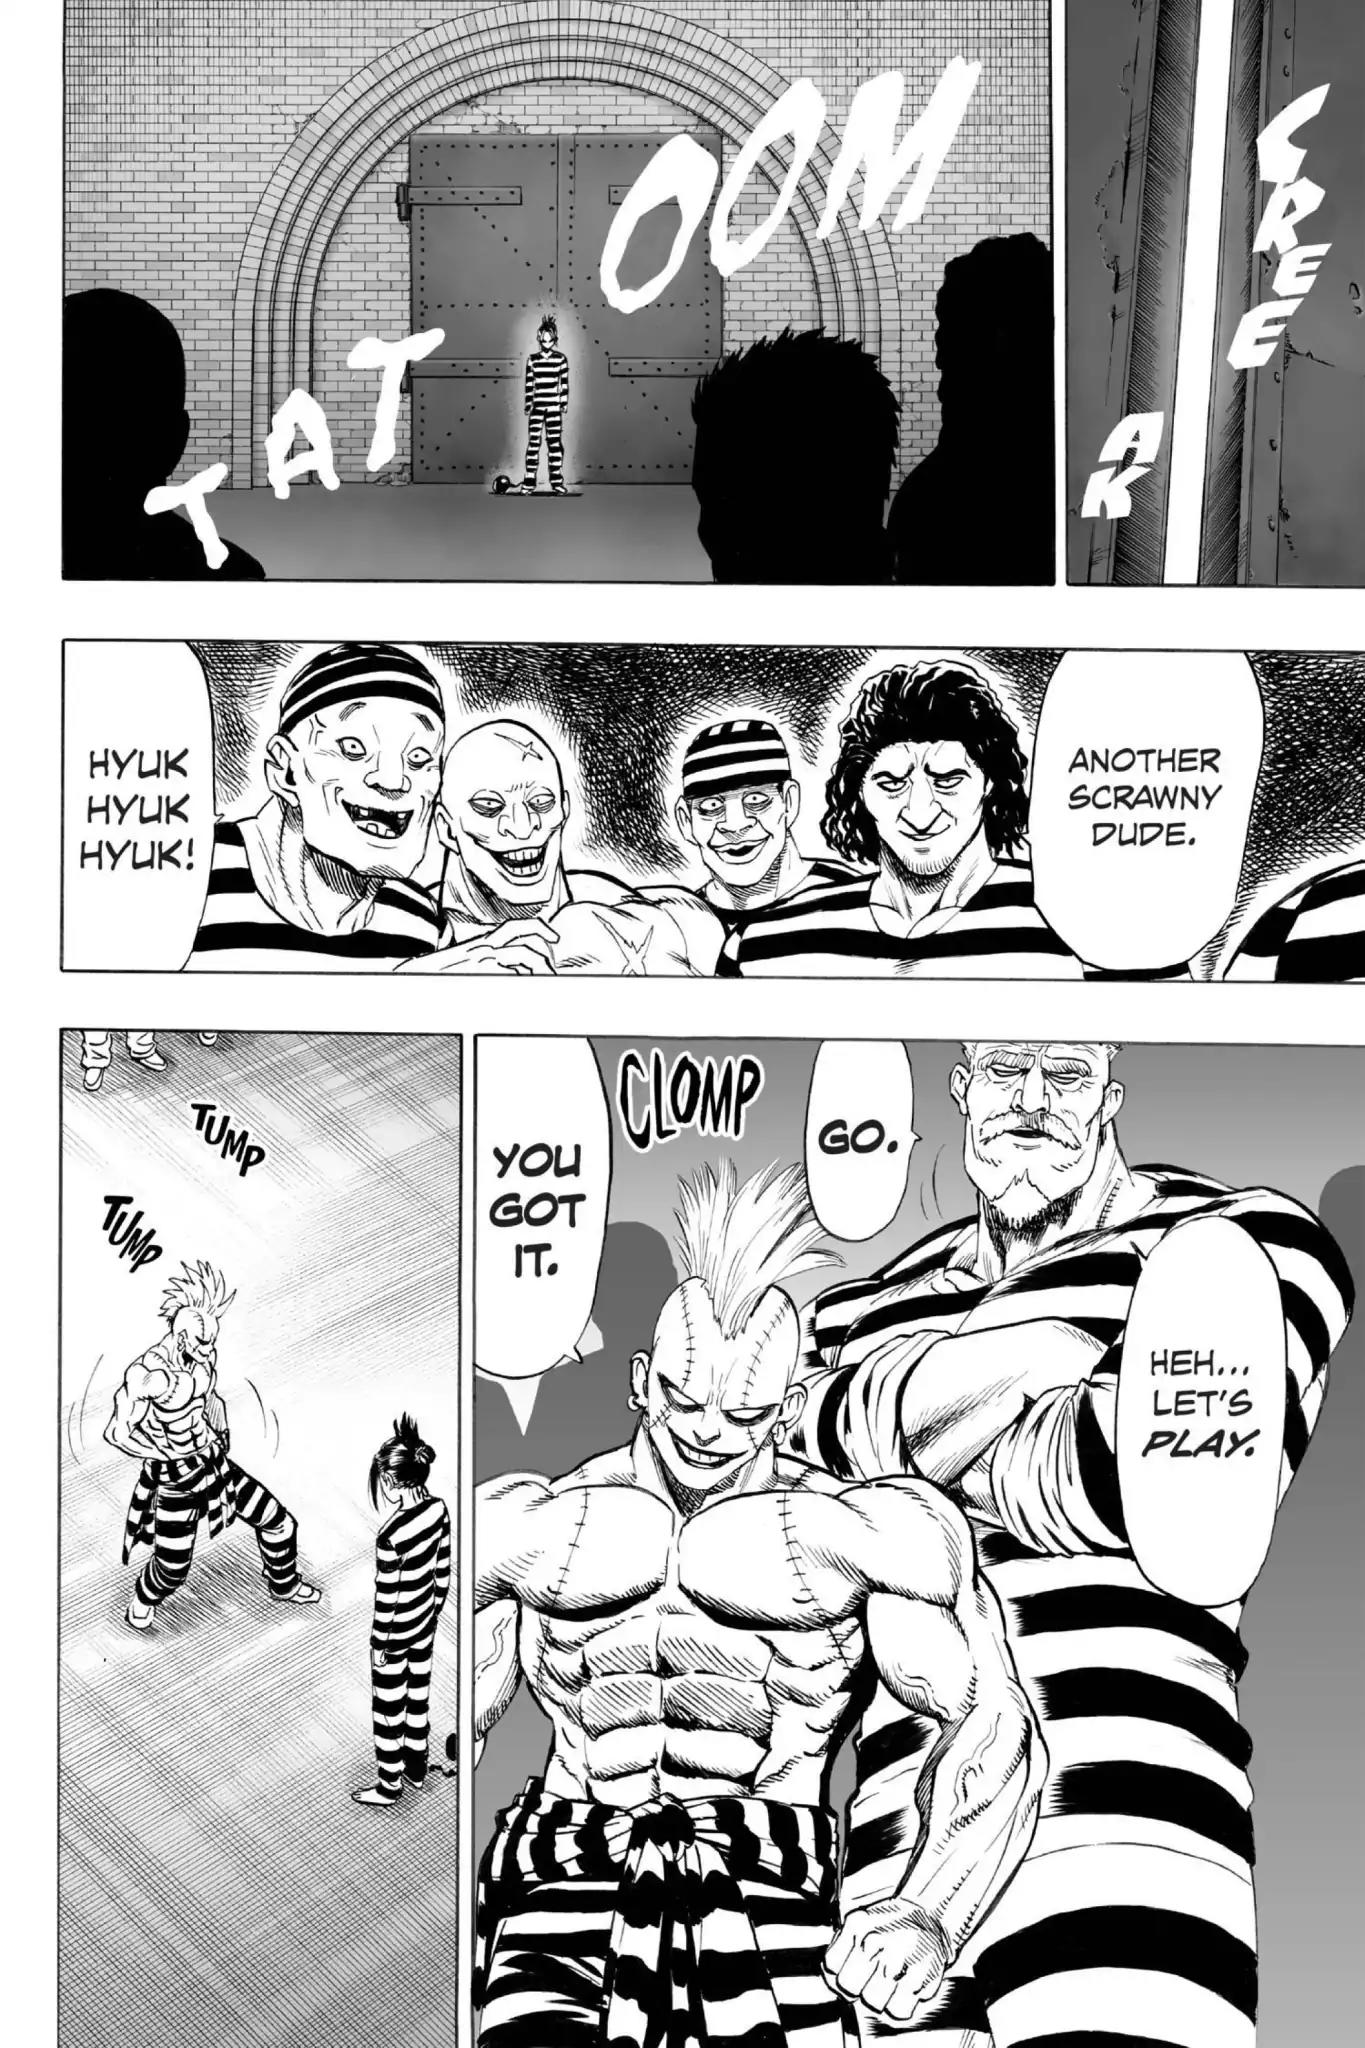 CREE
AK
TAT
OOM
ANOTHER
SCRAWNY
DUDE.
HYUK
HYUK
HYUK!
HEH...
LET'S
PLAY.
GO.
CLOMP
YOU
GOT
IT.
TUMP
TUMP